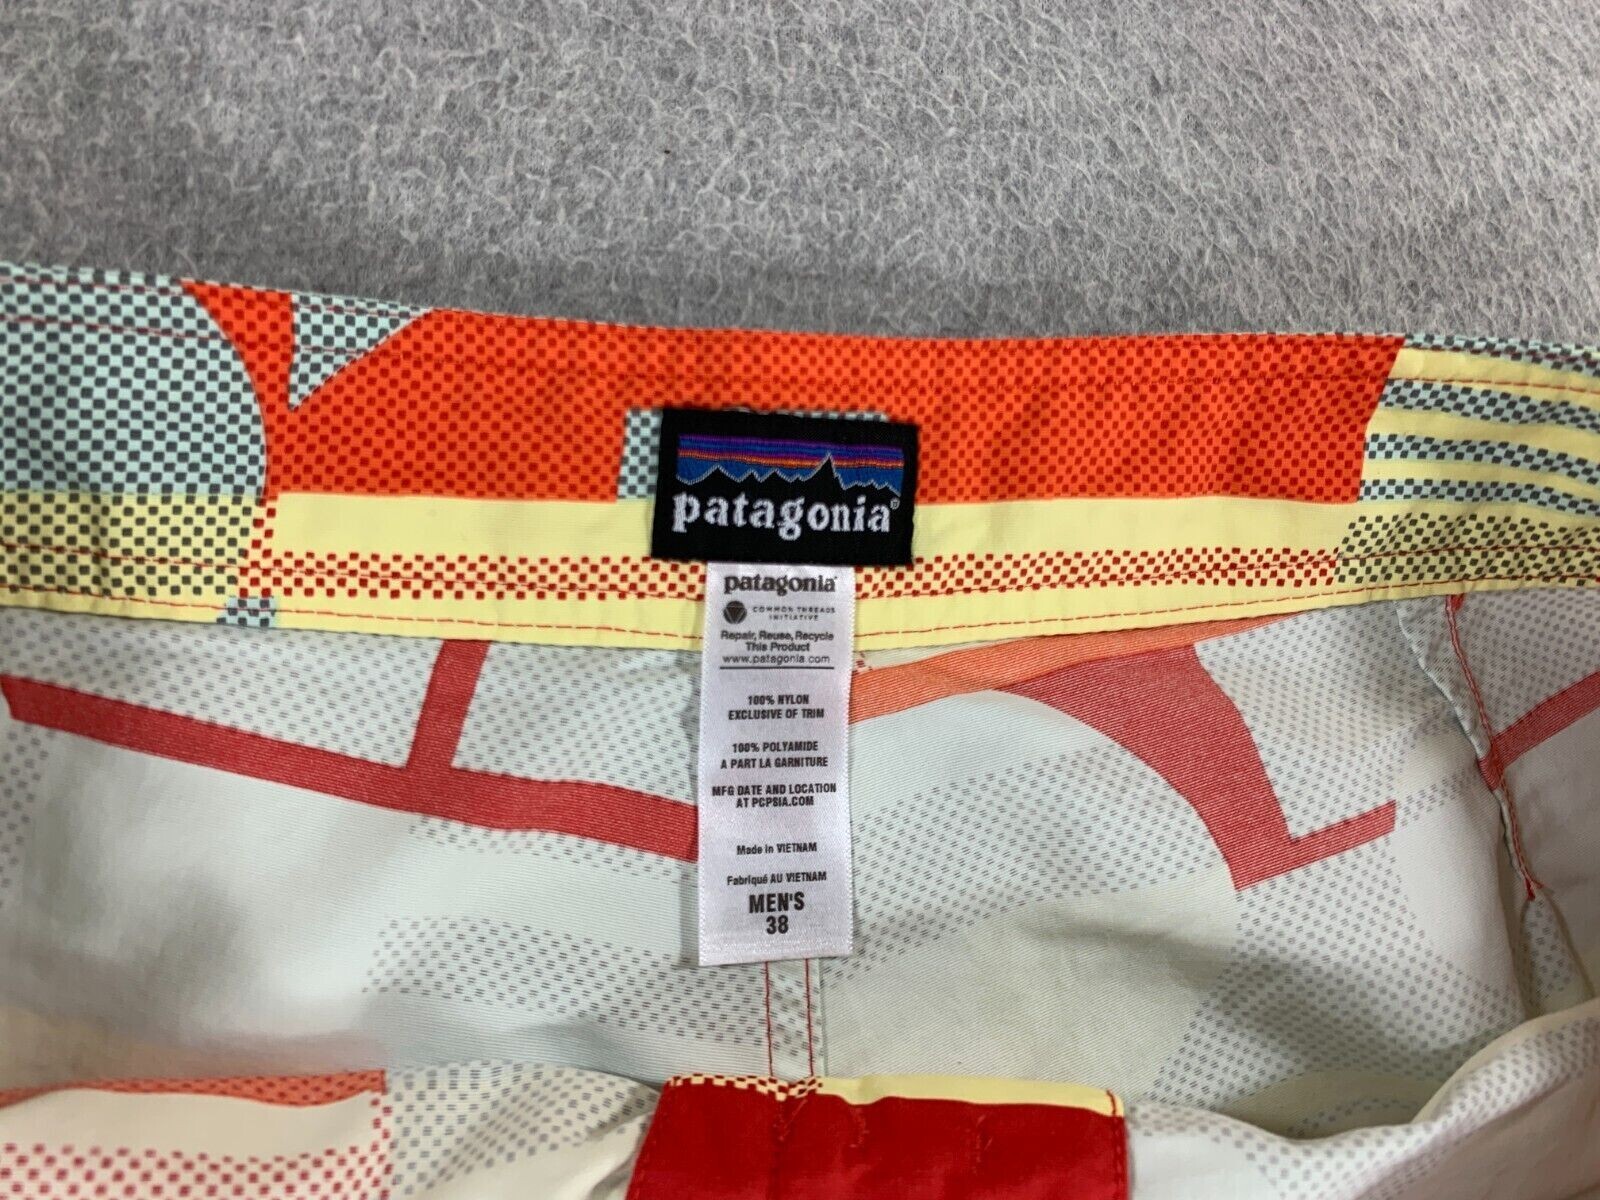 patagonia®
patagonia®
COMMON THREADS
INITIATIVE
Repair, Reuse, Recycle
This Product
www.patagonia.com
100% NYLON
EXCLUSIVE OF TRIM
100% POLYAMIDE
A PART LA GARNITURE
MFG DATE AND LOCATION
AT PCPSIA.COM
Made in VIETNAM
Fabriqué AU VIETNAM
MEN'S
38